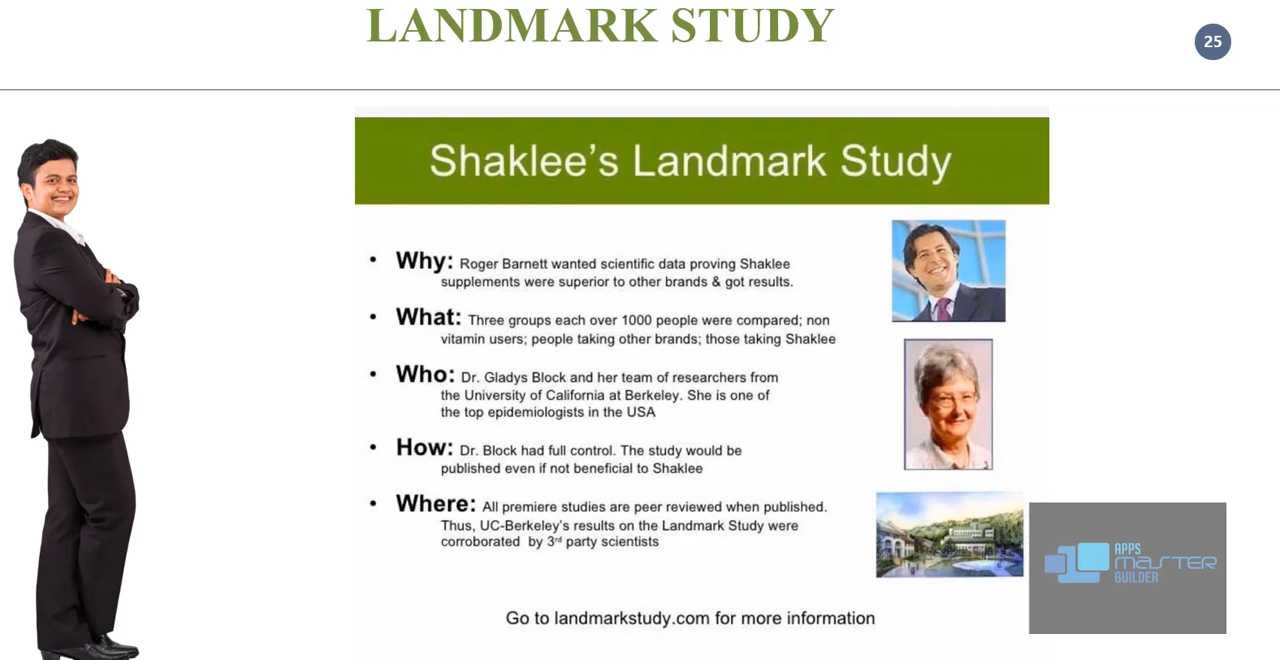 LANDMARK STUDY
25
Shaklee's Landmark Study
• Why: Roger Barnett wanted scientific data proving Shaklee
supplements were superior to other brands & got results.
• What: Three groups each over 1000 people were compared; non
vitamin users; people taking other brands; those taking Shaklee
• Who: Dr. Gladys Block and her team of researchers from
the University of California at Berkeley. She is one of
the top epidemiologists in the USA
• How: Dr. Block had full control. The study would be
published even if not beneficial to Shaklee
• Where: All premiere studies are peer reviewed when published.
Thus, UC-Berkeley's results on the Landmark Study were
corroborated by 3rd party scientists
Go to landmarkstudy.com for more information
APPS
MASTER
BUILDER